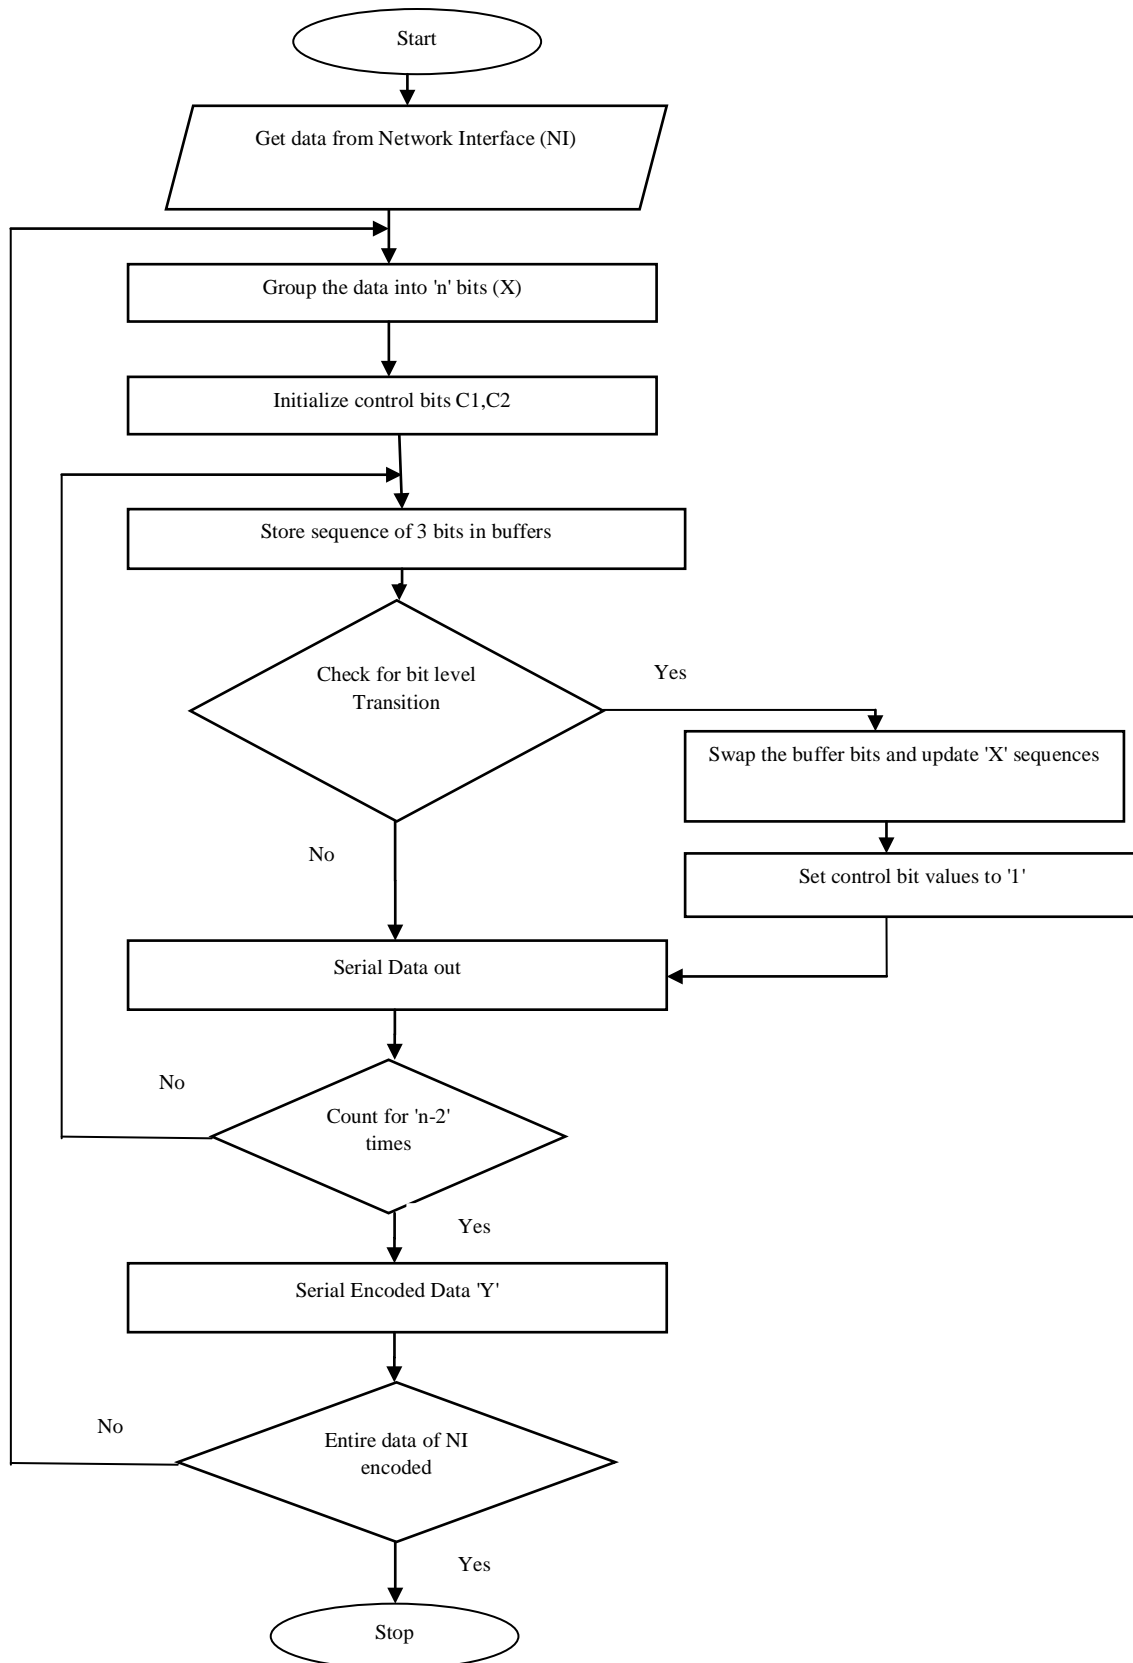 Start
Get data from Network Interface (NI)
Group the data into 'n' bits (X)
Initialize control bits C1,C2
Store sequence of 3 bits in buffers
Check for bit level
Transition
Yes
Swap the buffer bits and update 'X' sequences
No
Set control bit values to '1'
Serial Data out
No
Count for 'n-2'
times
Yes
Serial Encoded Data 'Y'
No
Entire data of NI
encoded
Yes
Stop